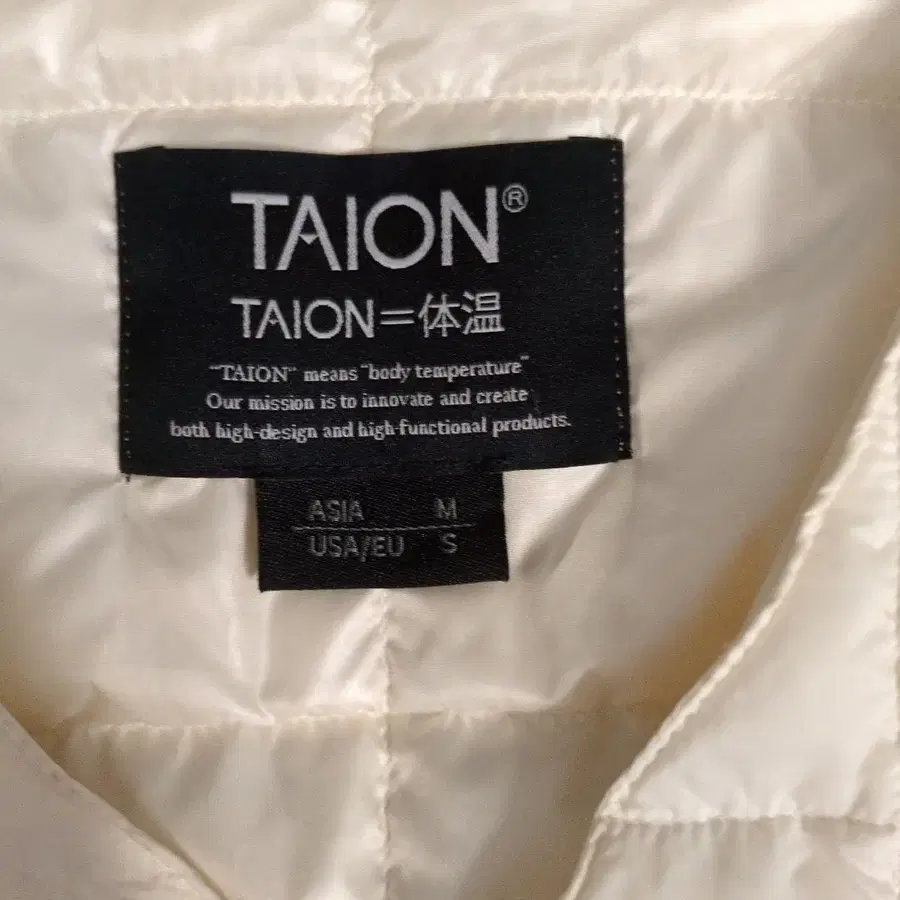 TAION®
TAION=体温
"TAION" means "body temperature"
Our mission is to innovate and create
both high-design and high-functional products.
ASIA M
USA/EU S